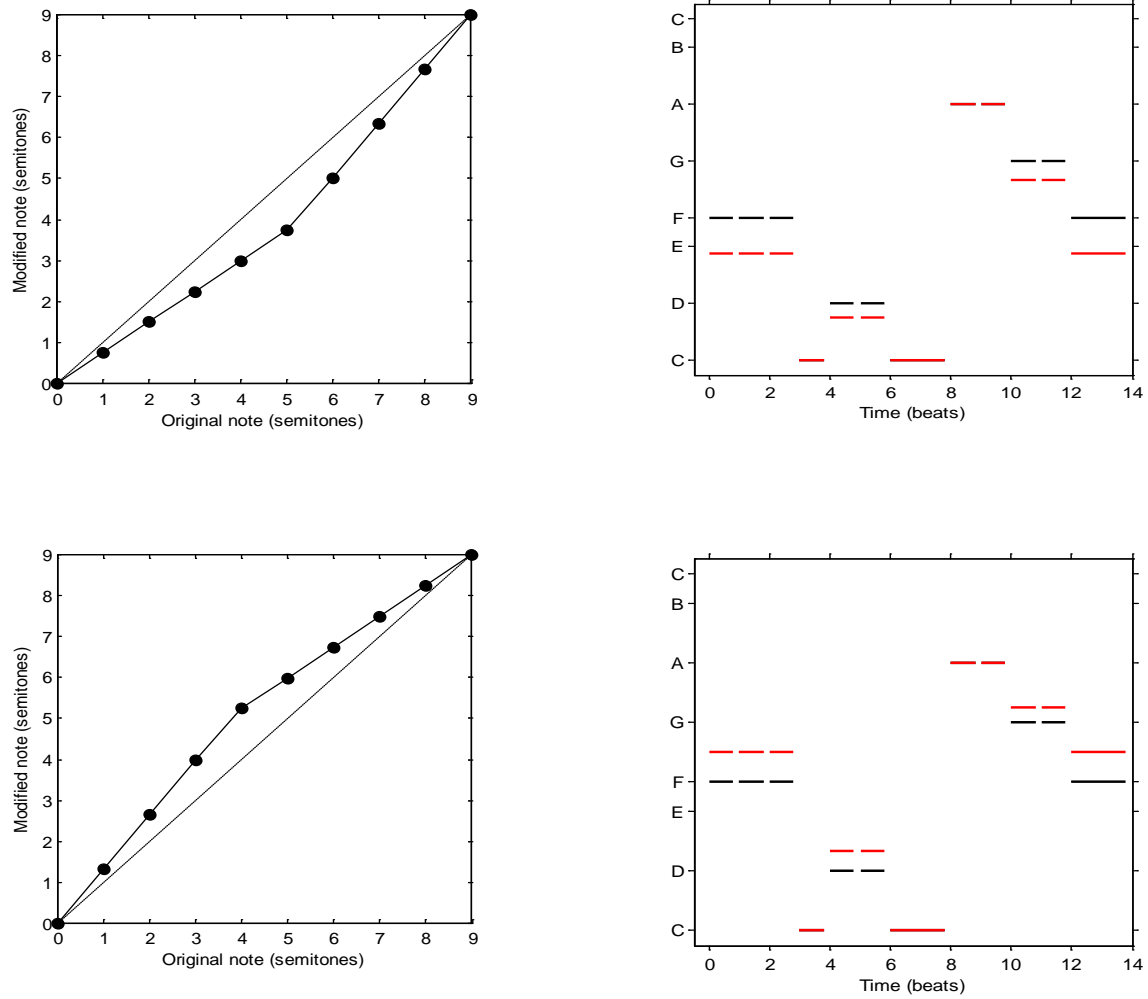 9
8
7
6
5
4
3
2
1
0
Modified note (semitones)
0 1 2 3 4 5 6 7 8 9
Original note (semitones)
C
B
A
G
F
E
D
C
0 2 4 6 8 10 12 14
Time (beats)
9
8
7
6
5
4
3
2
1
0
Modified note (semitones)
0 1 2 3 4 5 6 7 8 9
Original note (semitones)
C
B
A
G
F
E
D
C
0 2 4 6 8 10 12 14
Time (beats)